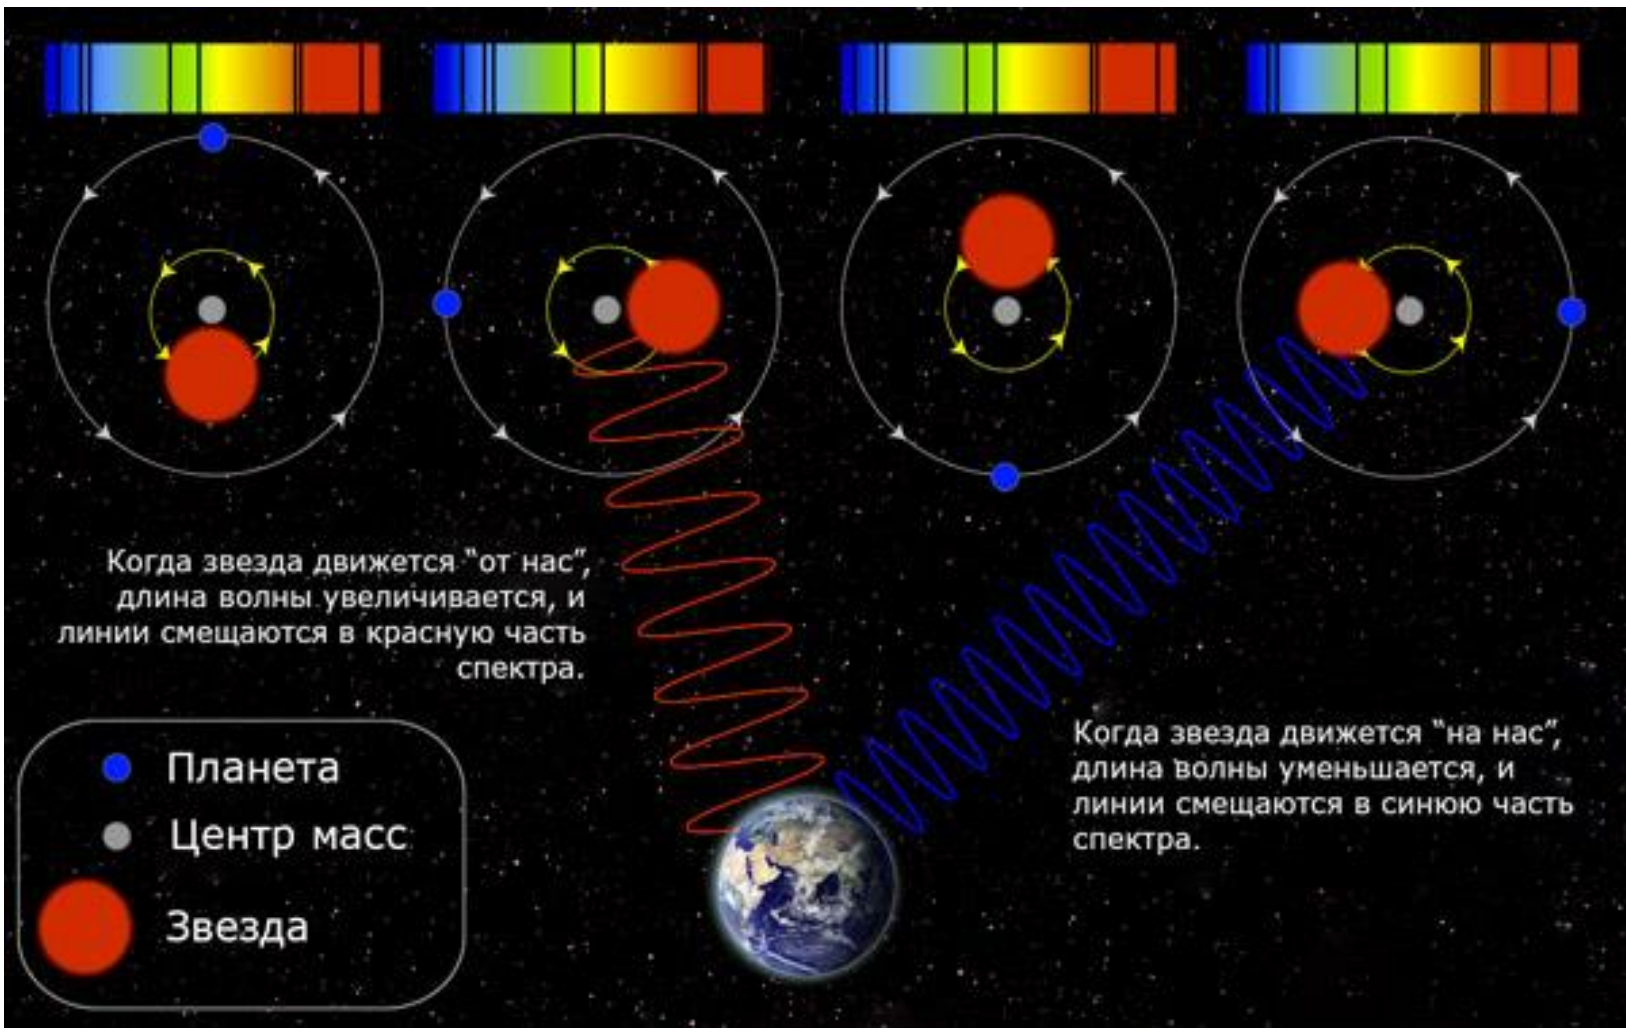 Когда звезда движется “от нас”,
длина волны увеличивается, и
линии смещаются в красную часть
спектра.
Когда звезда движется “на нас”,
длина волны уменьшается, и
линии смещаются в синюю часть
спектра.
Планета
Центр масс
Звезда